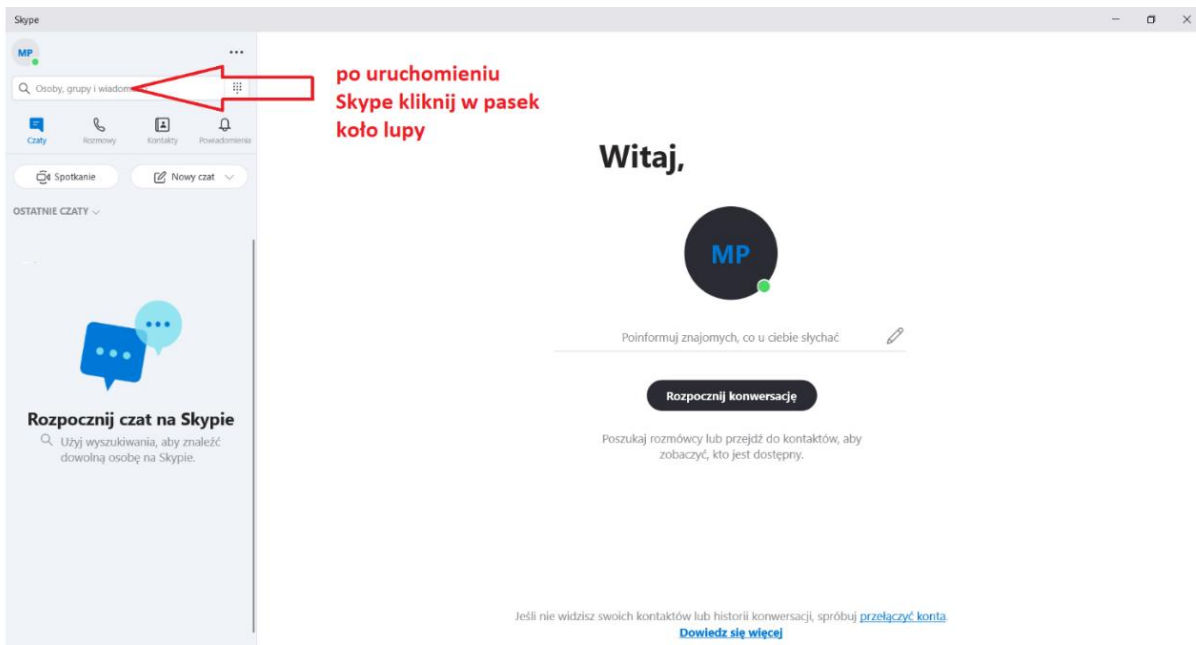 Skype
MP
Osoby, grupy i wiadom
Czaty
Rozmowy
Kontakty
Powiadomienia
Spotkanie
Nowy czat
OSTATNIE CZATY
Rozpocznij czat na Skypie
Użyj wyszukiwania, aby znaleźć
dowolną osobę na Skypie.
po uruchomieniu
Skype kliknij w pasek
koło lupy
Witaj,
MP
Poinformuj znajomych, co u ciebie słychać
Rozpocznij konwersację
Poszukaj rozmówcy lub przejdź do kontaktów, aby
zobaczyć, kto jest dostępny.
Jeśli nie widzisz swoich kontaktów lub historii konwersacji, spróbuj przełączyć konta.
Dowiedz się więcej